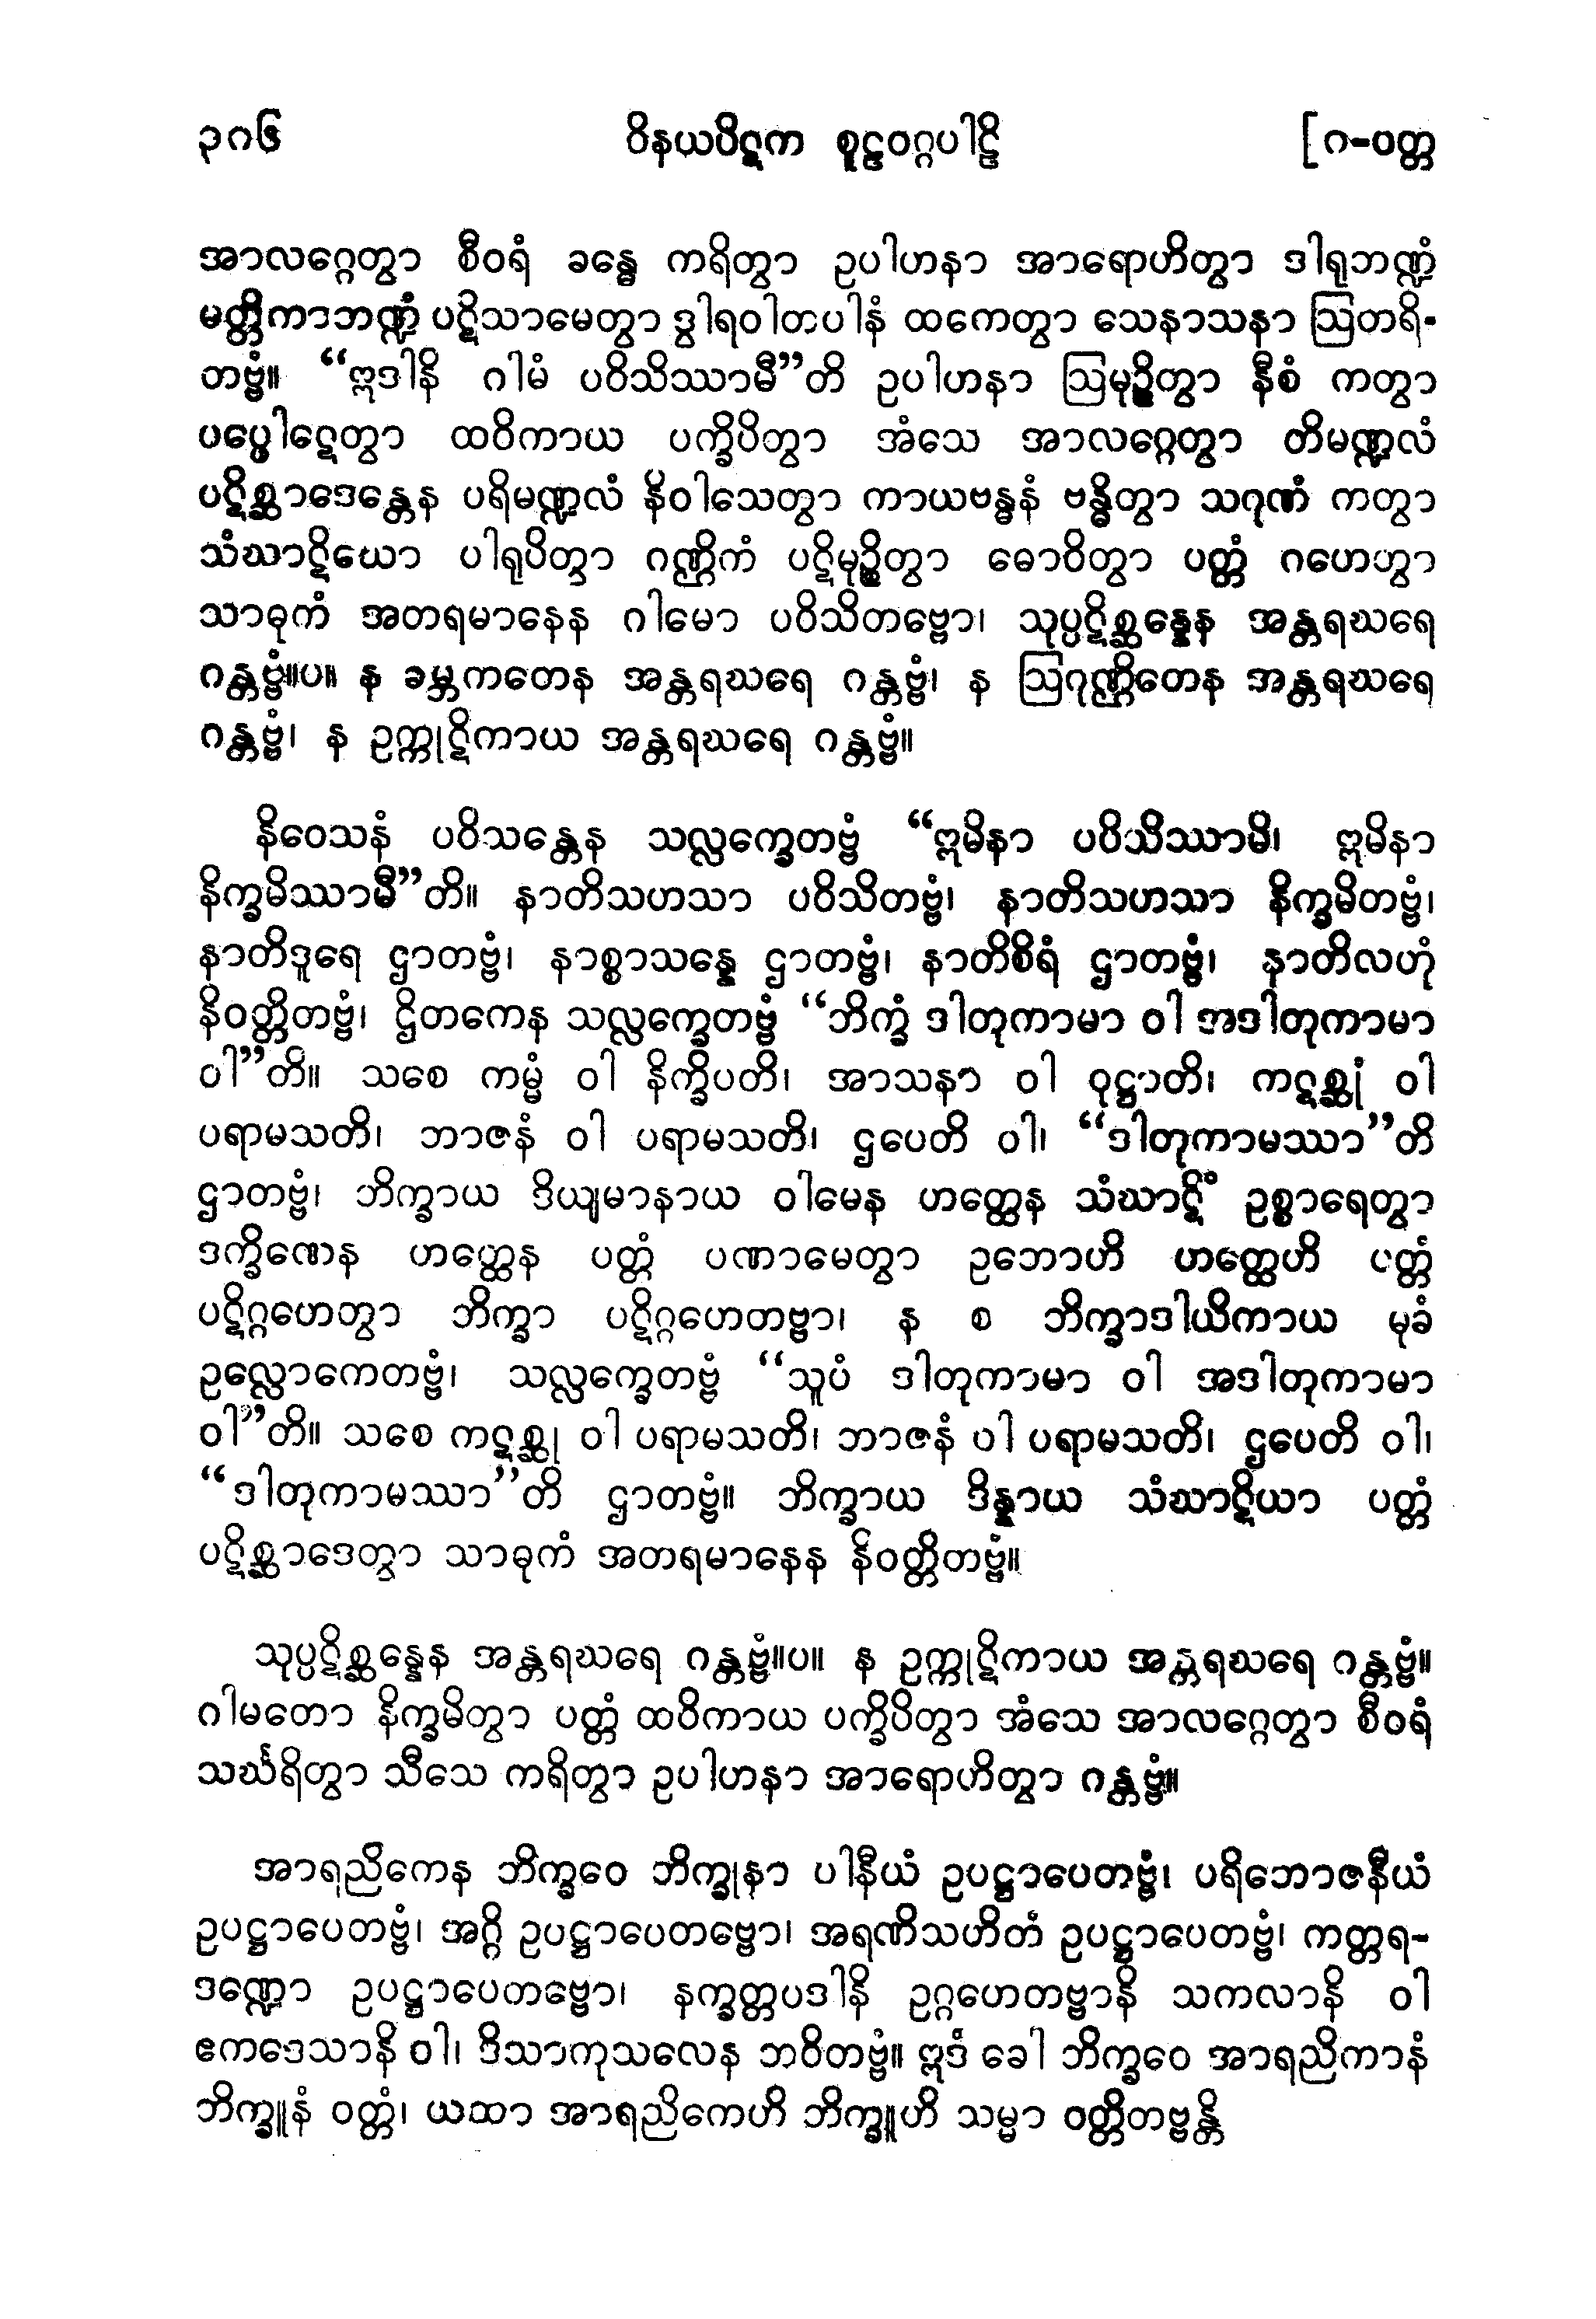 ၃၈၆ ဝိနယပိဋက စူဠဝဂ္ဂပါဠိ [၈-ဝတ္တ
အာလဂ္ဂေတွာ စီဝရံ ခန္ဓေ ကရိတွာ ဥပါဟနာ အာရောဟိတွာ ဒါရုဘဏ္ဍံ
မတ္တိကာဘဏ္ဍံ ပဋိသာမေတွာ ဒွါရဝါတပါနံ ထကေတွာ သေနာသနာ ဩတရိ-
တဗ္ဗံ။ “ဣဒါနိ ဂါမံ ပဝိသိဿာမီ”တိ ဥပါဟနာ ဩမုဉ္စိတွာ နီစံ ကတွာ
ပပ္ဖေါဋေတွာ ထဝိကာယ ပက္ခိပိတွာ အံသေ အာလဂ္ဂေတွာ တိမဏ္ဍလံ
ပဋိစ္ဆာဒေန္တေန ပရိမဏ္ဍလံ နိဝါသေတွာ ကာယဗန္ဓနံ ဗန္ဓိတွာ သဂုဏံ ကတွာ
သံဃာဋိယော ပါရုပိတွာ ဂဏ္ဌိကံ ပဋိမုဉ္စိတွာ ဓောဝိတွာ ပတ္တံ ဂဟေတွာ
သာဓုကံ အတရမာနေန ဂါမော ပဝိသိတဗ္ဗော၊ သုပ္ပဋိစ္ဆန္နေန အန္တရဃရေ
ဂန္တဗ္ဗံ။ပ။ န ခမ္ဘကတေန အန္တရဃရေ ဂန္တဗ္ဗံ၊ န ဩဂုဏ္ဌိတေန အန္တရဃရေ
ဂန္တဗ္ဗံ၊ န ဥက္ကုဋိကာယ အန္တရဃရေ ဂန္တဗ္ဗံ။
နိဝေသနံ ပဝိသန္တေန သလ္လက္ခေတဗ္ဗံ “ဣမိနာ ပဝိသိဿာမိ၊ ဣမိနာ
နိက္ခမိဿာမီ”တိ။ နာတိသဟသာ ပဝိသိတဗ္ဗံ၊ နာတိသဟသာ နိက္ခမိတဗ္ဗံ၊
နာတိဒူရေ ဌာတဗ္ဗံ၊ နာစ္စာသန္နေ ဌာတဗ္ဗံ၊ နာတိစိရံ ဌာတဗ္ဗံ၊ နာတိလဟုံ
နိဝတ္တိတဗ္ဗံ၊ ဌိတကေန သလ္လက္ခေတဗ္ဗံ “ဘိက္ခံ ဒါတုကာမာ ဝါ အဒါတုကာမာ
ဝါ”တိ။ သစေ ကမ္မံ ဝါ နိက္ခိပတိ၊ အာသနာ ဝါ ဝုဋ္ဌာတိ၊ ကဋစ္ဆုံ ဝါ
ပရာမသတိ၊ ဘာဇနံ ဝါ ပရာမသတိ၊ ဌပေတိ ဝါ၊ “ဒါတုကာမဿာ”တိ
ဌာတဗ္ဗံ၊ ဘိက္ခာယ ဒိယျမာနာယ ဝါမေန ဟတ္ထေန သံဃာဋိံ ဥစ္စာရေတွာ
ဒက္ခိဏေန ဟတ္ထေန ပတ္တံ ပဏာမေတွာ ဥဘောဟိ ဟတ္ထေဟိ ပတ္တံ
ပဋိဂ္ဂဟေတွာ ဘိက္ခာ ပဋိဂ္ဂဟေတဗ္ဗာ၊ န စ ဘိက္ခာဒါယိကာယ မုခံ
ဥလ္လောကေတဗ္ဗံ၊ သလ္လက္ခေတဗ္ဗံ “သူပံ ဒါတုကာမာ ဝါ အဒါတုကာမာ
ဝါ”တိ။ သစေ ကဋစ္ဆု ဝါ ပရာမသတိ၊ ဘာဇနံ ဝါ ပရာမသတိ၊ ဌပေတိ ဝါ၊
“ဒါတုကာမဿာ”တိ ဌာတဗ္ဗံ။ ဘိက္ခာယ ဒိန္နာယ သံဃာဋိယာ ပတ္တံ
ပဋိစ္ဆာဒေတွာ သာဓုကံ အတရမာနေန နိဝတ္တိတဗ္ဗံ။
သုပ္ပဋိစ္ဆန္နေန အန္တရဃရေ ဂန္တဗ္ဗံ။ပ။ န ဥက္ကုဋိကာယ အန္တရဃရေ ဂန္တဗ္ဗံ။
ဂါမတော နိက္ခမိတွာ ပတ္တံ ထဝိကာယ ပက္ခိပိတွာ အံသေ အာလဂ္ဂေတွာ စီဝရံ
သင်္ဃရိတွာ သီသေ ကရိတွာ ဥပါဟနာ အာရောဟိတွာ ဂန္တဗ္ဗံ။
အာရညိကေန ဘိက္ခဝေ ဘိက္ခုနာ ပါနီယံ ဥပဋ္ဌာပေတဗ္ဗံ၊ ပရိဘောဇနီယံ
ဥပဋ္ဌာပေတဗ္ဗံ၊ အဂ္ဂိ ဥပဋ္ဌာပေတဗ္ဗော၊ အရဏိသဟိတံ ဥပဋ္ဌာပေတဗ္ဗံ၊ ကတ္တရ-
ဒဏ္ဍော ဥပဋ္ဌာပေတဗ္ဗော၊ နက္ခတ္တပဒါနိ ဥဂ္ဂဟေတဗ္ဗာနိ သကလာနိ ဝါ
ဧကဒေသာနိ ဝါ၊ ဒိသာကုသလေန ဘဝိတဗ္ဗံ။ ဣဒံ ခေါ ဘိက္ခဝေ အာရညိကာနံ
ဘိက္ခူနံ ဝတ္တံ၊ ယထာ အာရညိကေဟိ ဘိက္ခူဟိ သမ္မာ ဝတ္တိတဗ္ဗန္တိ